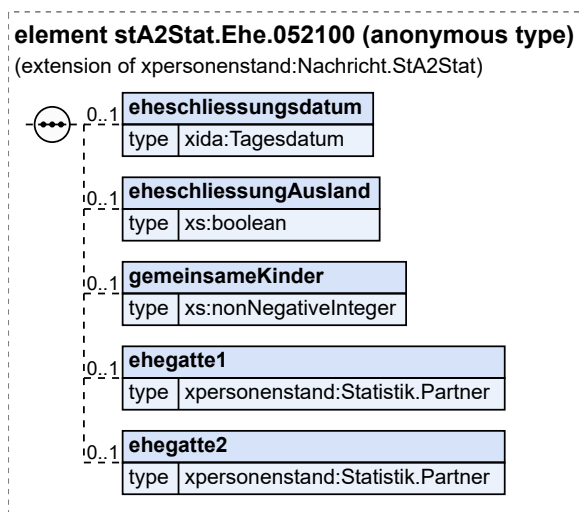 element stA2Stat.Ehe.052100 (anonymous type)
(extension of xpersonenstand:Nachricht.StA2Stat)
0..1 eheschliessungsdatum
type xida:Tagesdatum
0..1 eheschliessungAusland
type xs:boolean
0..1 gemeinsameKinder
type xs:nonNegativeInteger
0..1 ehegatte1
type xpersonenstand:Statistik.Partner
0..1 ehegatte2
type xpersonenstand:Statistik.Partner